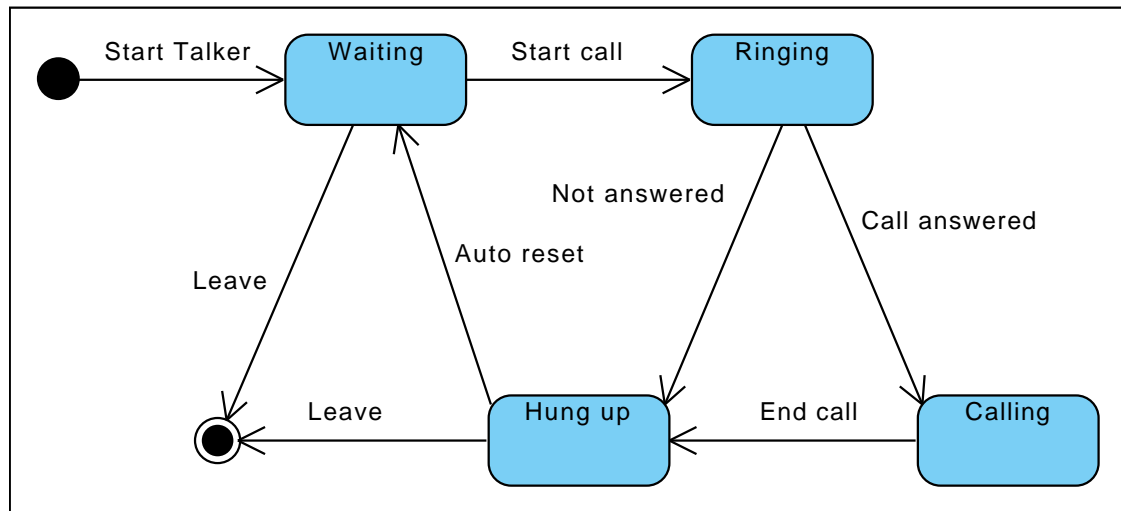 Start Talker
Waiting
Start call
Ringing
Not answered
Call answered
Auto reset
Leave
Leave
Hung up
End call
Calling